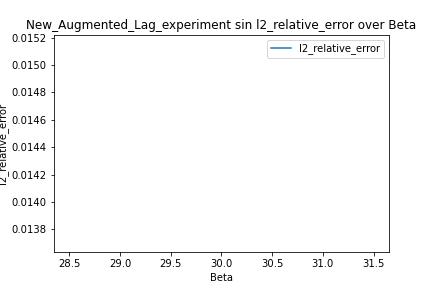 New_Augmented_Lag_experiment sin l2_relative_error over Beta
l2_relative_error
0.0152
0.0150
0.0148
0.0146
0.0144
0.0142
0.0140
0.0138
l2_relative_error
28.5 29.0 29.5 30.0 30.5 31.0 31.5
Beta